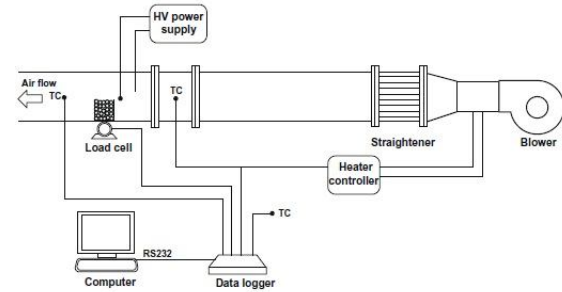 HV power
supply
Air flow
TC
TC
Load cell
Straightener
Blower
Heater
controller
TC
RS232
Computer
Data logger